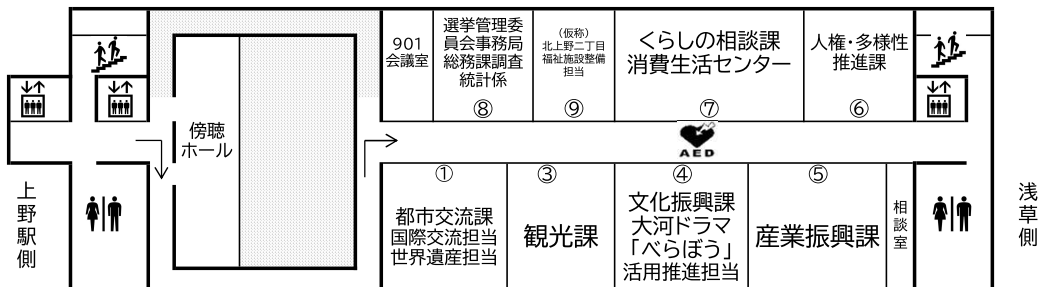 901
会議室
選挙管理委
員会事務局
総務課調査
統計係
⑧
（仮称）
北上野二丁目
福祉施設整備
担当
⑨
くらしの相談課
消費生活センター
⑦
人権・多様性
推進課
⑥
傍聴
ホール
AED
上野駅側
①
都市交流課
国際交流担当
世界遺産担当
③
観光課
④
文化振興課
大河ドラマ
「べらぼう」
活用推進担当
⑤
産業振興課
相談室
浅草側